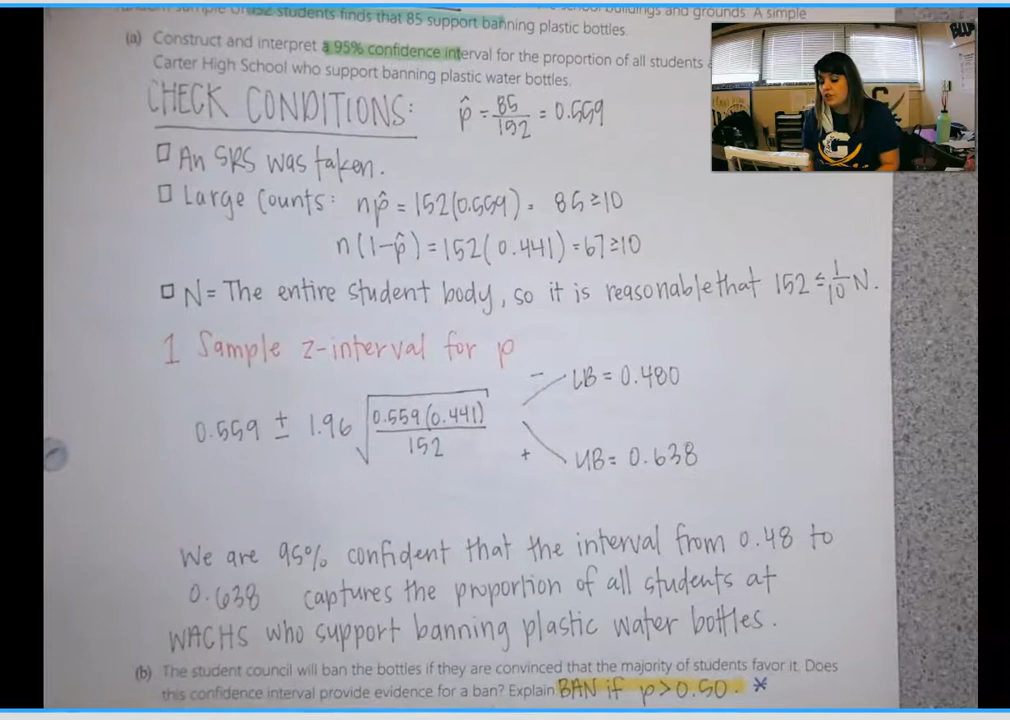 students finds that 85 support banning plastic bottles.
buildings and grounds. A simple
(a) Construct and interpret a 95% confidence interval for the proportion of all students
Carter High School who support banning plastic water bottles.
CHECK CONDITIONS: p̂ = 85/152 = 0.559
□ An SRS was taken.
□ Large Counts: np̂ = 152(0.559) = 85 ≥ 10
n(1-p̂) = 152(0.441) = 67 ≥ 10
□ N = The entire student body, so it is reasonable that 152 ≤ 1/10 N.
1 Sample z-interval for p
0.559 ± 1.96 √(0.559(0.441)/152)
- LB = 0.480
+ UB = 0.638
We are 95% confident that the interval from 0.48 to
0.638 captures the proportion of all students at
WACHS who support banning plastic water bottles.
(b) The student council will ban the bottles if they are convinced that the majority of students favor it. Does
this confidence interval provide evidence for a ban? Explain. BAN if p > 0.50. *
G